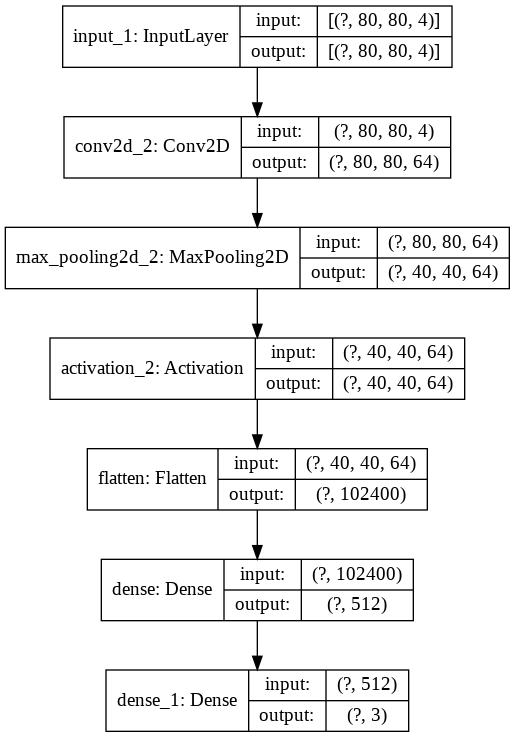 input_1: InputLayer
input: [(?, 80, 80, 4)]
output: [(?, 80, 80, 4)]
conv2d_2: Conv2D
input: (?, 80, 80, 4)
output: (?, 80, 80, 64)
max_pooling2d_2: MaxPooling2D
input: (?, 80, 80, 64)
output: (?, 40, 40, 64)
activation_2: Activation
input: (?, 40, 40, 64)
output: (?, 40, 40, 64)
flatten: Flatten
input: (?, 40, 40, 64)
output: (?, 102400)
dense: Dense
input: (?, 102400)
output: (?, 512)
dense_1: Dense
input: (?, 512)
output: (?, 3)